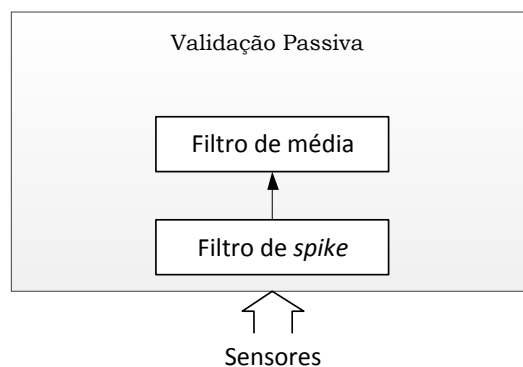 Validação Passiva
Filtro de média
Filtro de spike
Sensores